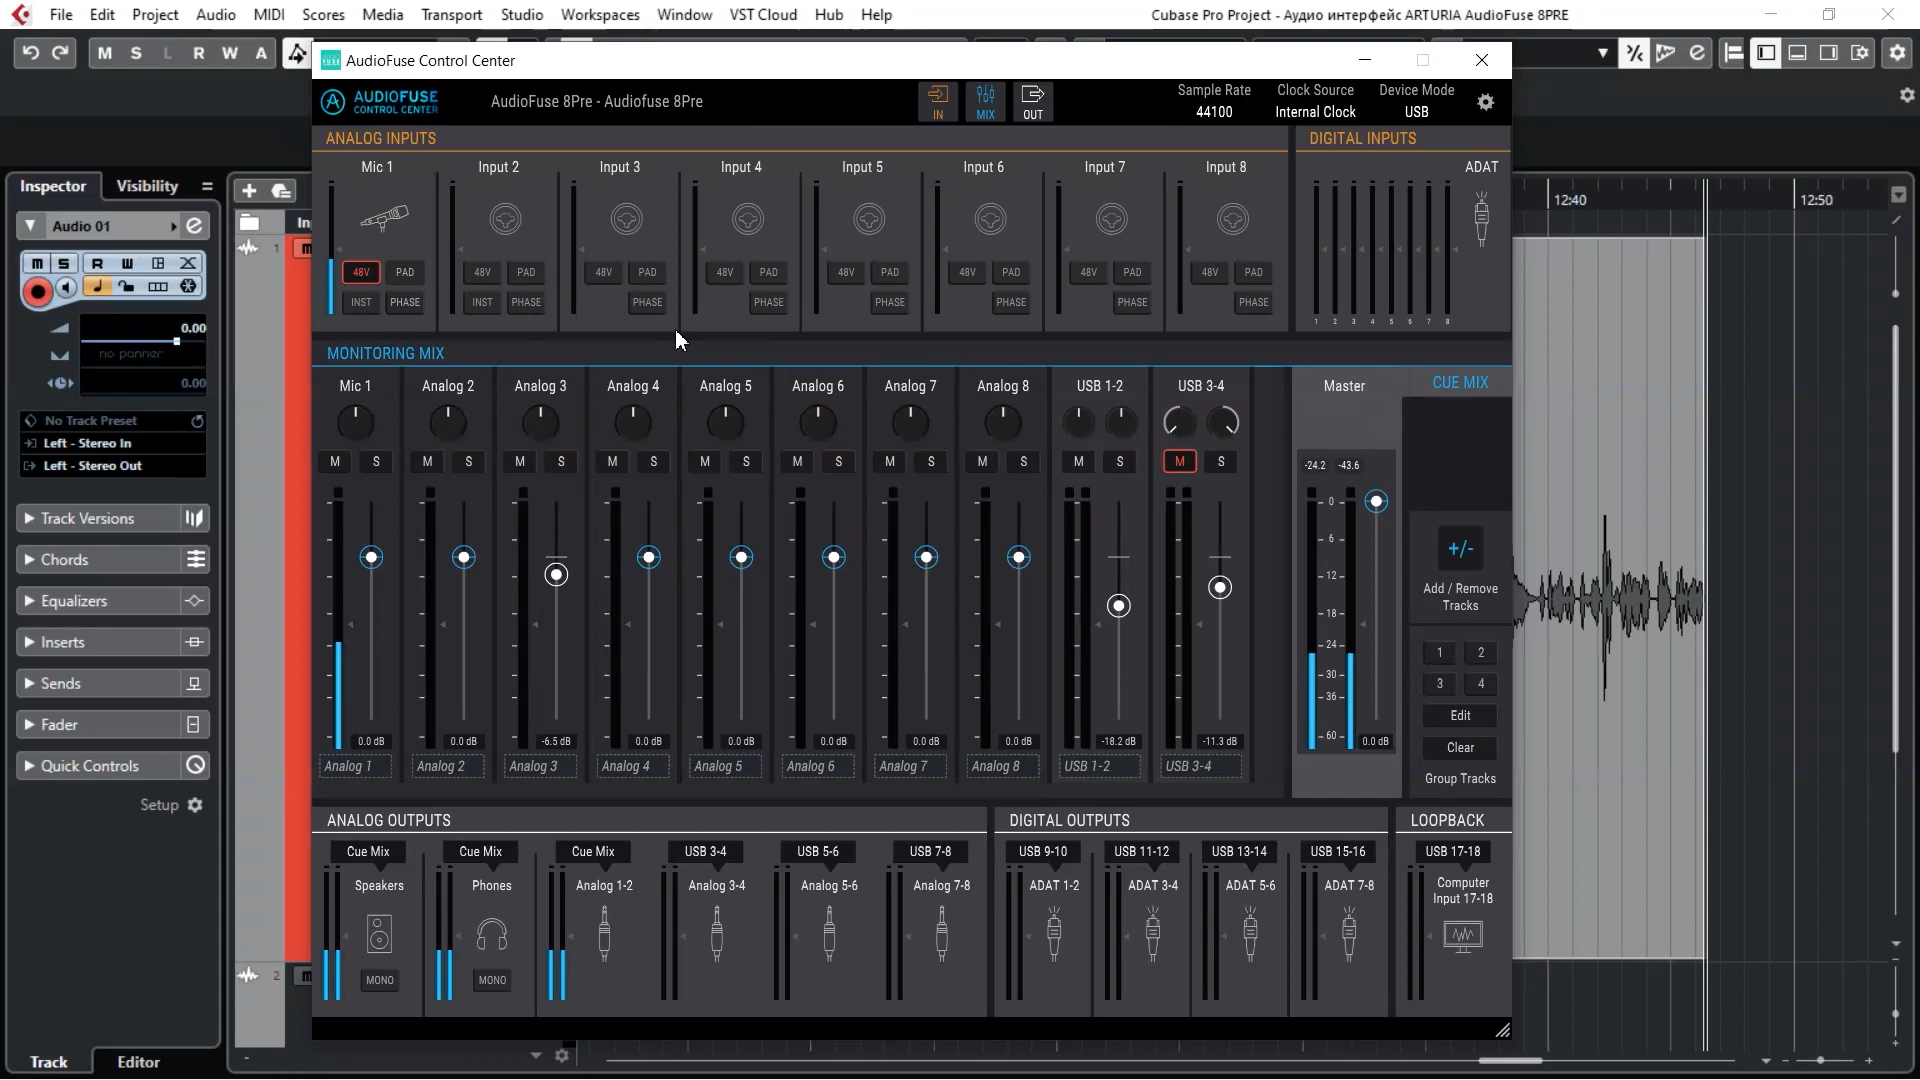 File Edit Project Audio MIDI Scores Media Transport Studio Workspaces Window VST Cloud Hub Help
Cubase Pro Project - Аудио интерфейс ARTURIA AudioFuse 8PRE
M S L R W A
AudioFuse Control Center
AUDIOFUSE
CONTROL CENTER
AudioFuse 8Pre - Audiofuse 8Pre
IN MIX OUT
Sample Rate Clock Source Device Mode
44100 Internal Clock USB
ANALOG INPUTS
DIGITAL INPUTS
Mic 1 Input 2 Input 3 Input 4 Input 5 Input 6 Input 7 Input 8 ADAT
48V PAD 48V PAD 48V PAD 48V PAD 48V PAD 48V PAD 48V PAD 48V PAD
INST PHASE INST PHASE PHASE PHASE PHASE PHASE PHASE PHASE
1 2 3 4 5 6 7 8
12:40 12:50
Inspector Visibility
Audio 01
m S R W
0.00
no panner
0.00
No Track Preset
Left - Stereo In
Left - Stereo Out
Track Versions
Chords
Equalizers
Inserts
Sends
Fader
Quick Controls
Setup
Track Editor
In
1 m
2 m
MONITORING MIX
Mic 1 Analog 2 Analog 3 Analog 4 Analog 5 Analog 6 Analog 7 Analog 8 USB 1-2 USB 3-4 Master CUE MIX
M S M S M S M S M S M S M S M S M S M S
-24.2 -43.6
0
6
12
18
24
30
36
60
0.0 dB 0.0 dB -6.5 dB 0.0 dB 0.0 dB 0.0 dB 0.0 dB 0.0 dB -18.2 dB -11.3 dB 0.0 dB
Analog 1 Analog 2 Analog 3 Analog 4 Analog 5 Analog 6 Analog 7 Analog 8 USB 1-2 USB 3-4
+/-
Add / Remove
Tracks
1 2
3 4
Edit
Clear
Group Tracks
ANALOG OUTPUTS
DIGITAL OUTPUTS
LOOPBACK
Cue Mix Cue Mix Cue Mix USB 3-4 USB 5-6 USB 7-8 USB 9-10 USB 11-12 USB 13-14 USB 15-16 USB 17-18
Speakers Phones Analog 1-2 Analog 3-4 Analog 5-6 Analog 7-8 ADAT 1-2 ADAT 3-4 ADAT 5-6 ADAT 7-8 Computer
Input 17-18
MONO MONO